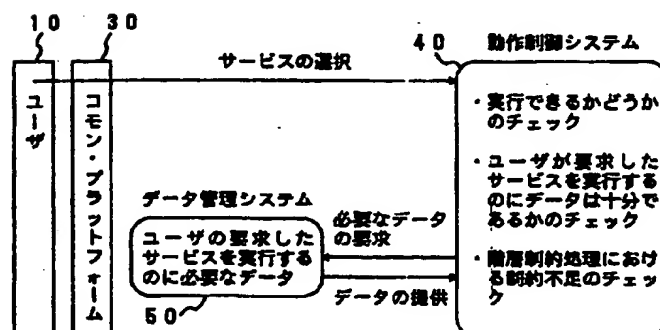 10
30
40
動作制御システム
サービスの選択
ユーザ
コモン・プラットフォーム
・実行できるかどうか
のチェック
・ユーザが要求した
サービスを実行する
のにデータは十分で
あるかのチェック
・階層制約処理におけ
る制約不足のチェッ
ク
データ管理システム
ユーザの要求した
サービスを実行する
のに必要なデータ
50
必要なデータ
の要求
データの提供